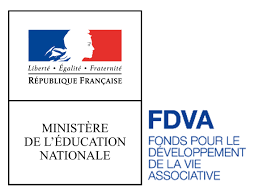 Liberté • Égalité • Fraternité
RÉPUBLIQUE FRANÇAISE
MINISTÈRE
DE L'ÉDUCATION
NATIONALE
FDVA
FONDS POUR LE
DÉVELOPPEMENT
DE LA VIE
ASSOCIATIVE